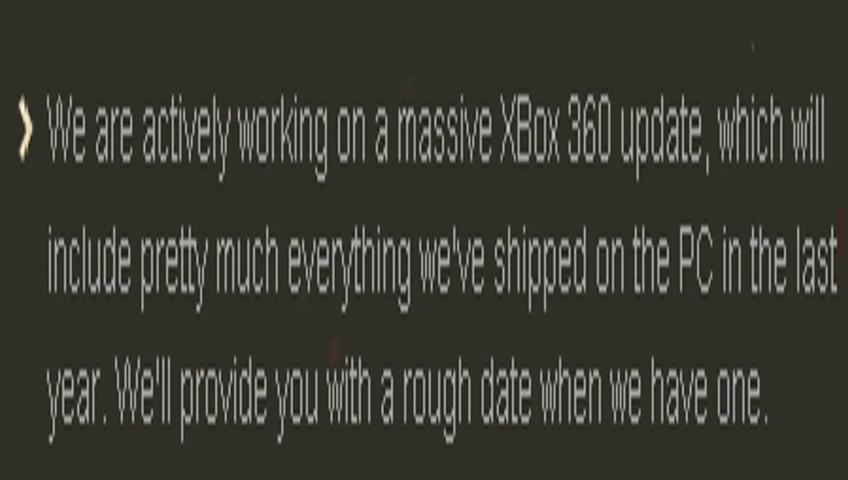 › We are actively working on a massive XBox 360 update, which will
include pretty much everything we've shipped on the PC in the last
year. We'll provide you with a rough date when we have one.